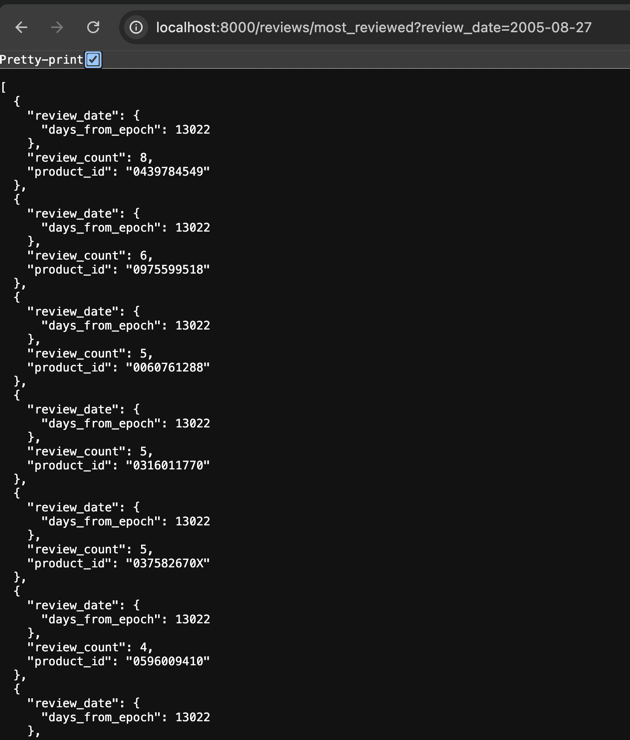 localhost:8000/reviews/most_reviewed?review_date=2005-08-27
Pretty-print
[
  {
    "review_date": {
      "days_from_epoch": 13022
    },
    "review_count": 8,
    "product_id": "0439784549"
  },
  {
    "review_date": {
      "days_from_epoch": 13022
    },
    "review_count": 6,
    "product_id": "0975599518"
  },
  {
    "review_date": {
      "days_from_epoch": 13022
    },
    "review_count": 5,
    "product_id": "0060761288"
  },
  {
    "review_date": {
      "days_from_epoch": 13022
    },
    "review_count": 5,
    "product_id": "0316011770"
  },
  {
    "review_date": {
      "days_from_epoch": 13022
    },
    "review_count": 5,
    "product_id": "037582670X"
  },
  {
    "review_date": {
      "days_from_epoch": 13022
    },
    "review_count": 4,
    "product_id": "0596009410"
  },
  {
    "review_date": {
      "days_from_epoch": 13022
    },